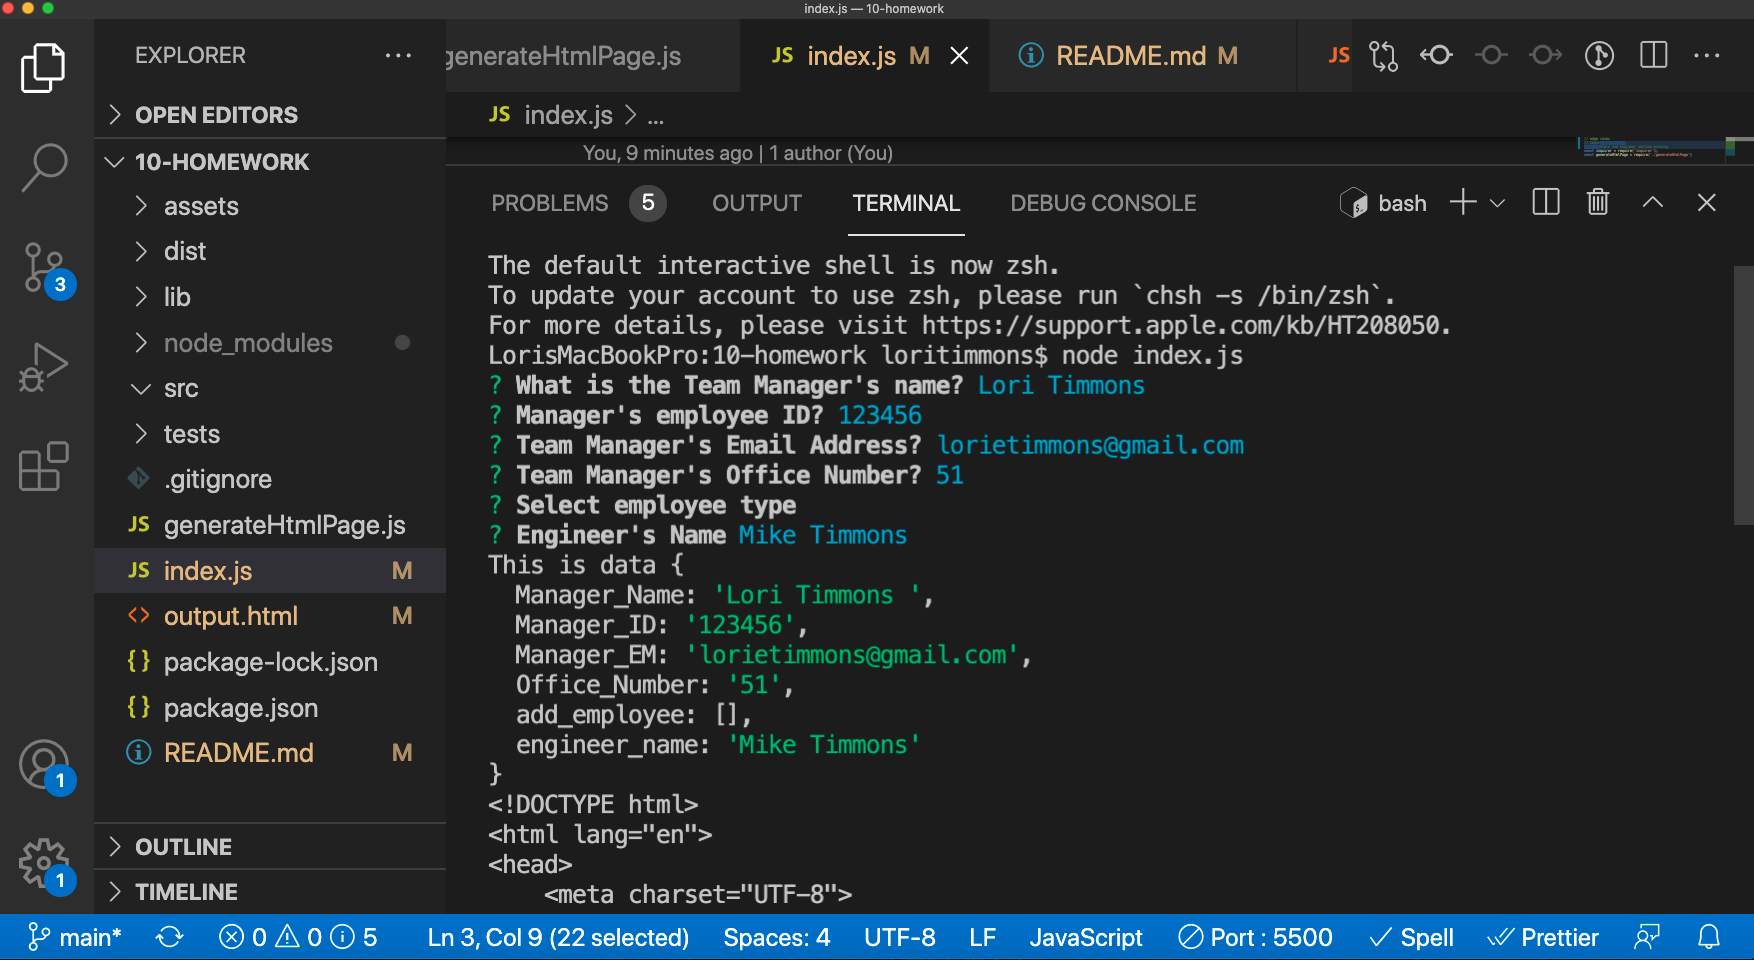 index.js — 10-homework
EXPLORER ...
generateHtmlPage.js
JS index.js M
README.md M
JS
OPEN EDITORS
JS index.js > ...
10-HOMEWORK
You, 9 minutes ago | 1 author (You)
assets
dist
lib
node_modules
src
tests
.gitignore
JS generateHtmlPage.js
JS index.js M
<> output.html M
{} package-lock.json
{} package.json
README.md M
OUTLINE
TIMELINE
3
1
1
PROBLEMS 5 OUTPUT TERMINAL DEBUG CONSOLE
bash
The default interactive shell is now zsh.
To update your account to use zsh, please run `chsh -s /bin/zsh`.
For more details, please visit https://support.apple.com/kb/HT208050.
LorisMacBookPro:10-homework loritimmons$ node index.js
? What is the Team Manager's name? Lori Timmons
? Manager's employee ID? 123456
? Team Manager's Email Address? lorietimmons@gmail.com
? Team Manager's Office Number? 51
? Select employee type
? Engineer's Name Mike Timmons
This is data {
  Manager_Name: 'Lori Timmons ',
  Manager_ID: '123456',
  Manager_EM: 'lorietimmons@gmail.com',
  Office_Number: '51',
  add_employee: [],
  engineer_name: 'Mike Timmons'
}
<!DOCTYPE html>
<html lang="en">
<head>
    <meta charset="UTF-8">
main* 0 0 5 Ln 3, Col 9 (22 selected) Spaces: 4 UTF-8 LF JavaScript Port : 5500 Spell Prettier